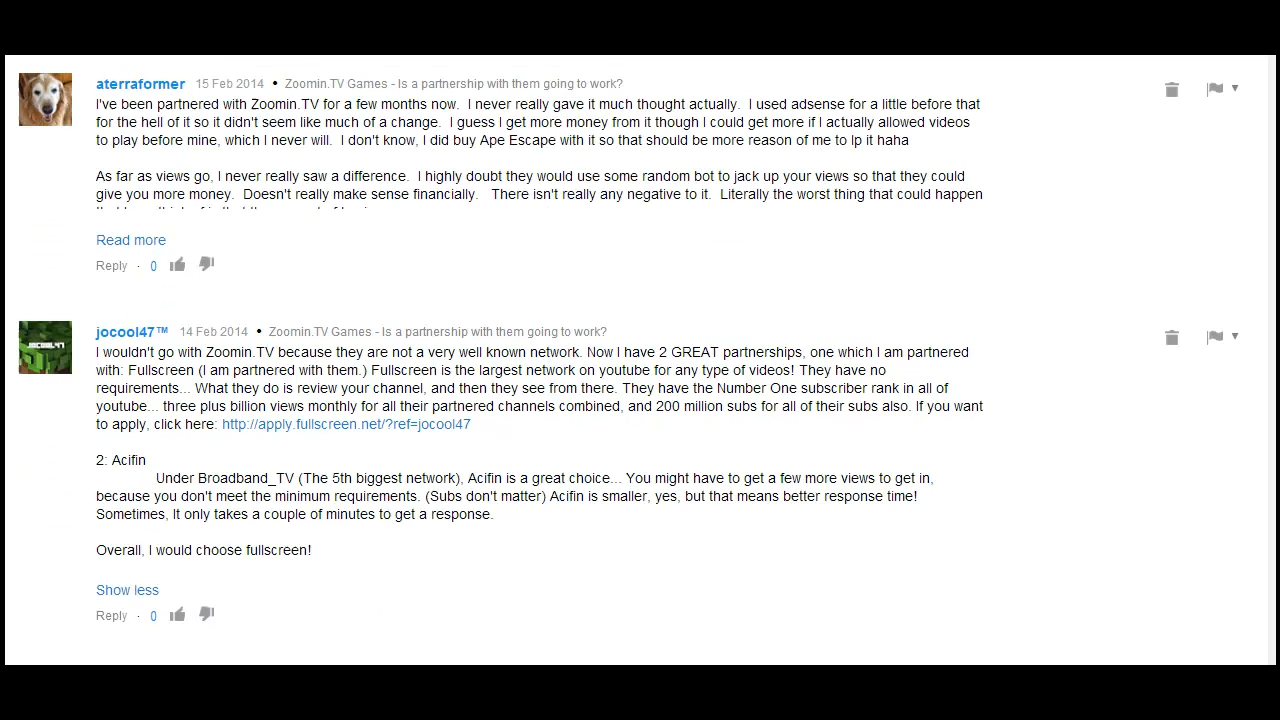 aterraformer 15 Feb 2014 • Zoomin.TV Games - Is a partnership with them going to work?
I've been partnered with Zoomin.TV for a few months now. I never really gave it much thought actually. I used adsense for a little before that
for the hell of it so it didn't seem like much of a change. I guess I get more money from it though I could get more if I actually allowed videos
to play before mine, which I never will. I don't know, I did buy Ape Escape with it so that should be more reason of me to lp it haha
As far as views go, I never really saw a difference. I highly doubt they would use some random bot to jack up your views so that they could
give you more money. Doesn't really make sense financially. There isn't really any negative to it. Literally the worst thing that could happen
Read more
Reply · 0
jocool47™ 14 Feb 2014 • Zoomin.TV Games - Is a partnership with them going to work?
JOCOOL47
I wouldn't go with Zoomin.TV because they are not a very well known network. Now I have 2 GREAT partnerships, one which I am partnered
with: Fullscreen (I am partnered with them.) Fullscreen is the largest network on youtube for any type of videos! They have no
requirements... What they do is review your channel, and then they see from there. They have the Number One subscriber rank in all of
youtube... three plus billion views monthly for all their partnered channels combined, and 200 million subs for all of their subs also. If you want
to apply, click here: http://apply.fullscreen.net/?ref=jocool47
2: Acifin
Under Broadband_TV (The 5th biggest network), Acifin is a great choice... You might have to get a few more views to get in,
because you don't meet the minimum requirements. (Subs don't matter) Acifin is smaller, yes, but that means better response time!
Sometimes, It only takes a couple of minutes to get a response.
Overall, I would choose fullscreen!
Show less
Reply · 0